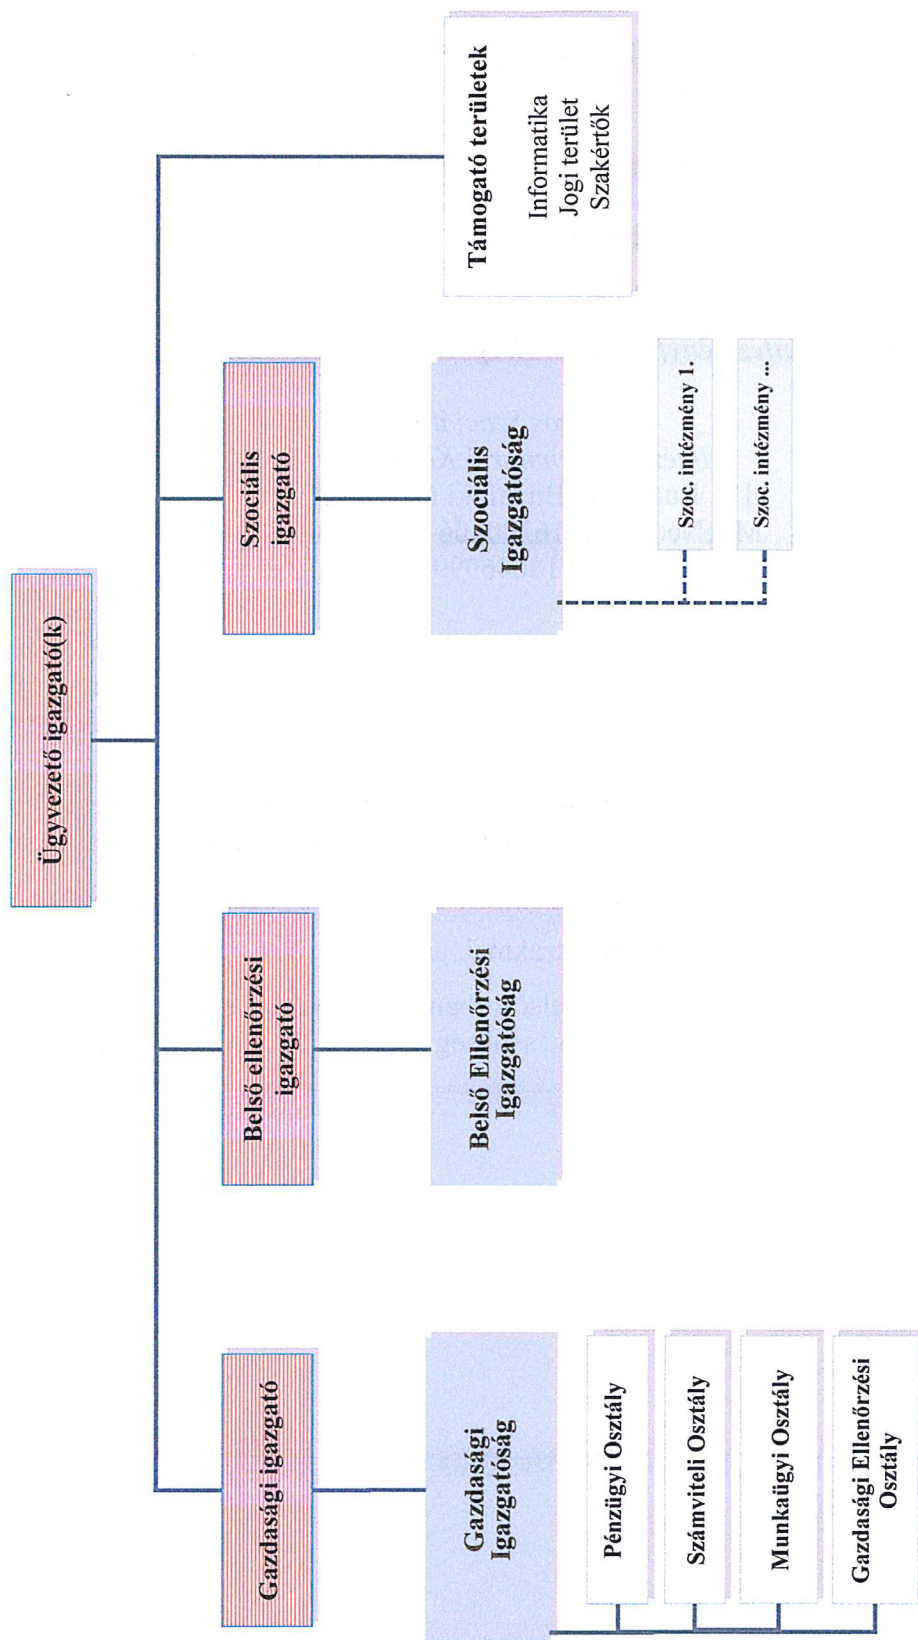 Ügyvezető igazgató(k)
Gazdasági igazgató
Gazdasági
Igazgatóság
Pénzügyi Osztály
Számviteli Osztály
Munkaügyi Osztály
Gazdasági Ellenőrzési
Osztály
Belső ellenőrzési
igazgató
Belső Ellenőrzési
Igazgatóság
Szociális
igazgató
Szociális
Igazgatóság
Szoc. intézmény 1.
Szoc. intézmény ...
Támogató területek
Informatika
Jogi terület
Szakértők